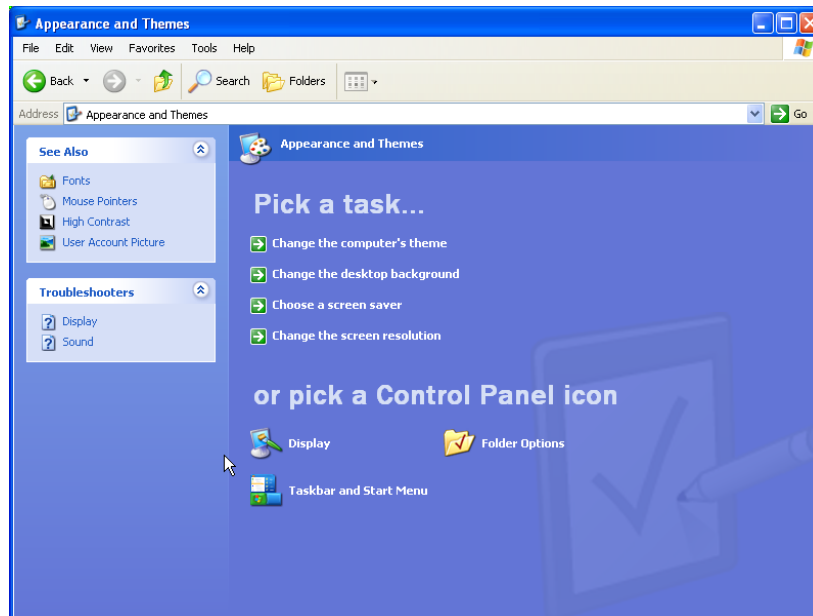 Appearance and Themes
File Edit View Favorites Tools Help
Back Search Folders
Address Appearance and Themes Go
See Also
Fonts
Mouse Pointers
High Contrast
User Account Picture
Troubleshooters
Display
Sound
Appearance and Themes
Pick a task...
Change the computer's theme
Change the desktop background
Choose a screen saver
Change the screen resolution
or pick a Control Panel icon
Display Folder Options
Taskbar and Start Menu